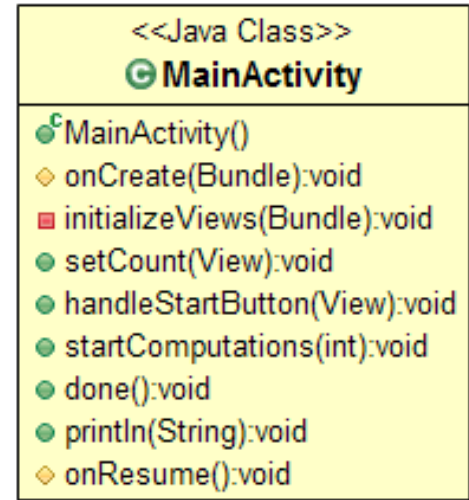 <<Java Class>>
C MainActivity
C MainActivity()
onCreate(Bundle):void
initializeViews(Bundle):void
setCount(View):void
handleStartButton(View):void
startComputations(int):void
done():void
println(String):void
onResume():void